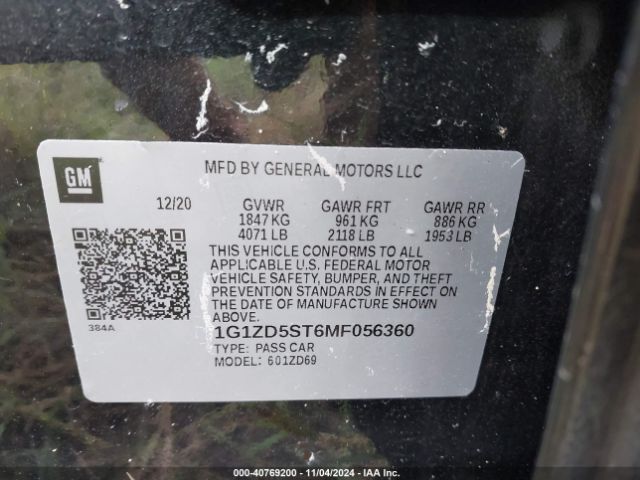 GM
MFD BY GENERAL MOTORS LLC
12/20 GVWR GAWR FRT GAWR RR
1847 KG 961 KG 886 KG
4071 LB 2118 LB 1953 LB
THIS VEHICLE CONFORMS TO ALL
APPLICABLE U.S. FEDERAL MOTOR
VEHICLE SAFETY, BUMPER, AND THEFT
PREVENTION STANDARDS IN EFFECT ON
THE DATE OF MANUFACTURE SHOWN
ABOVE.
384A
1G1ZD5ST6MF056360
TYPE: PASS CAR
MODEL: 601ZD69
000-40769200 - 11/04/2024 - IAA Inc.